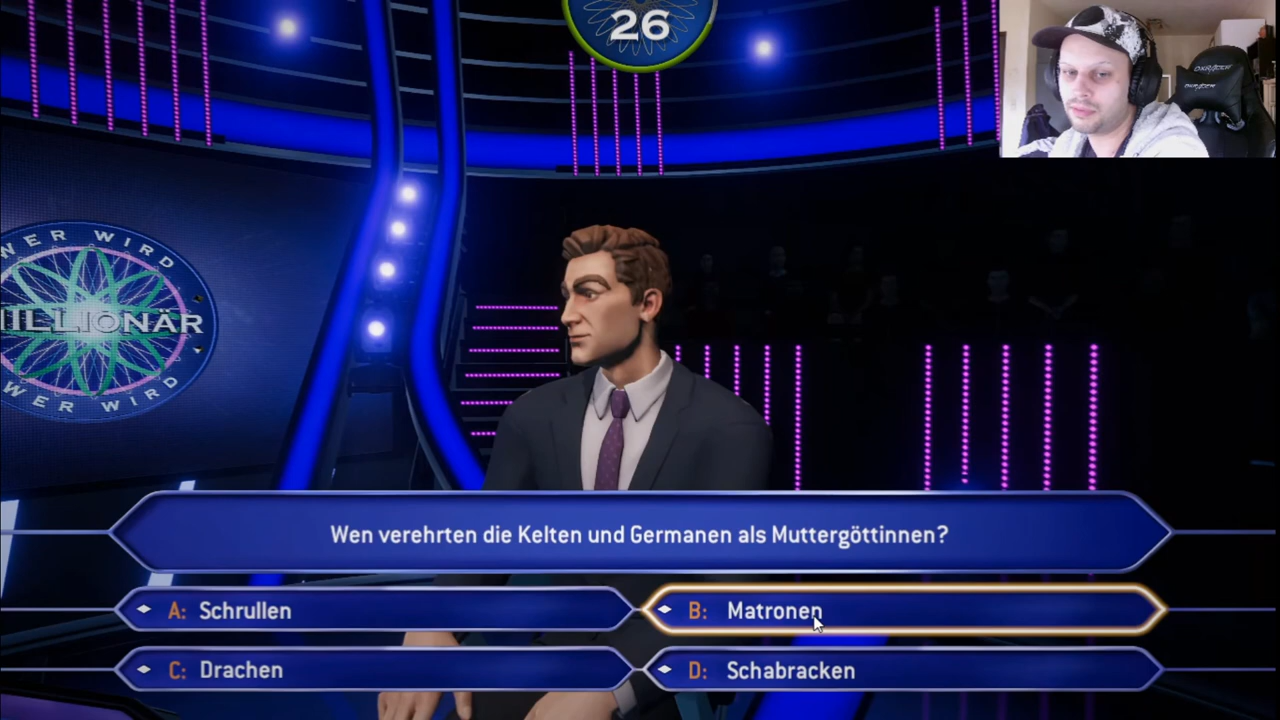 26
WER WIRD
MILLIONÄR
WER WIRD
Wen verehrten die Kelten und Germanen als Muttergöttinnen?
A: Schrullen
B: Matronen
C: Drachen
D: Schabracken